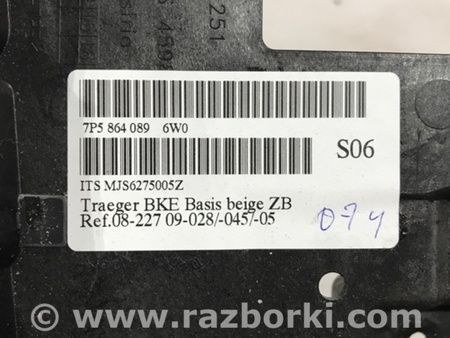 251
7P5 864 089 6W0
S06
ITS MJS6275005Z
Traeger BKE Basis beige ZB
Ref.08-227 09-028/-045/-05
074
© www.razborki.com